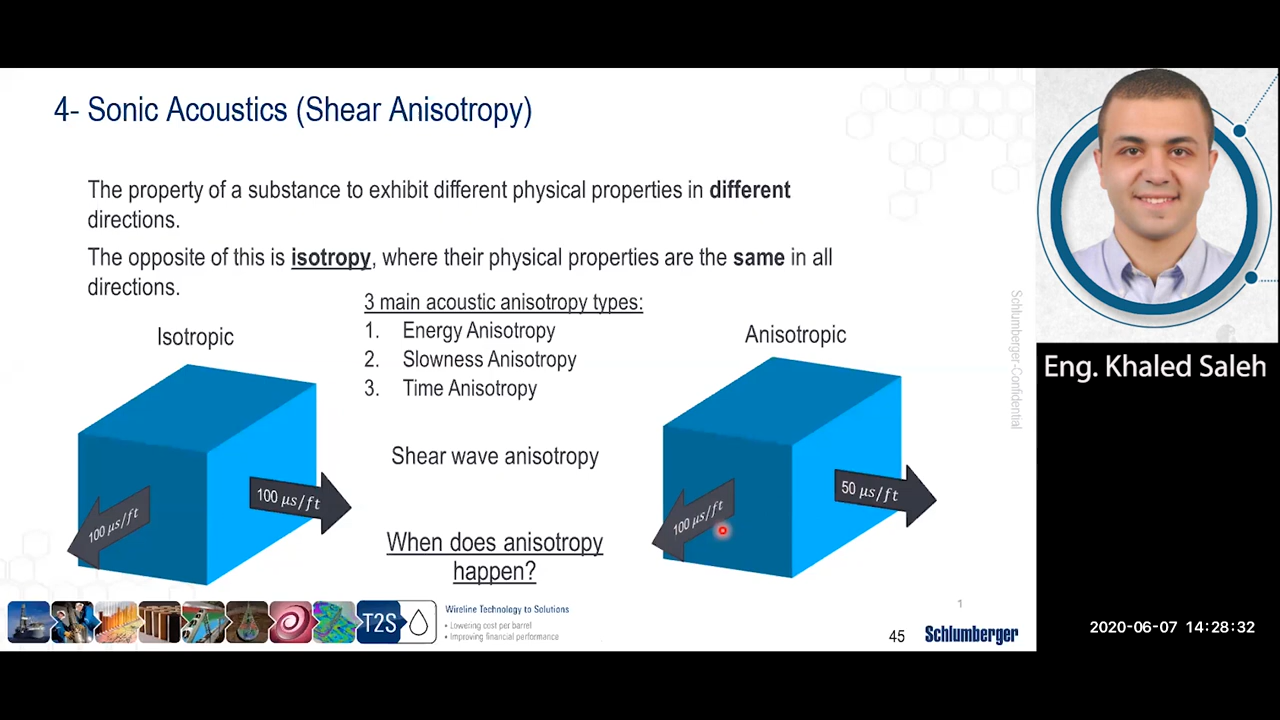 4- Sonic Acoustics (Shear Anisotropy)
The property of a substance to exhibit different physical properties in different
directions.
The opposite of this is isotropy, where their physical properties are the same in all
directions.
3 main acoustic anisotropy types:
1. Energy Anisotropy
2. Slowness Anisotropy
3. Time Anisotropy
Isotropic
100 μs/ft
100 μs/ft
Shear wave anisotropy
When does anisotropy
happen?
Anisotropic
100 μs/ft
50 μs/ft
Schlumberger-Confidential
T2S
Wireline Technology to Solutions
• Lowering cost per barrel
• Improving financial performance
1
45
Schlumberger
Eng. Khaled Saleh
2020-06-07 14:28:32